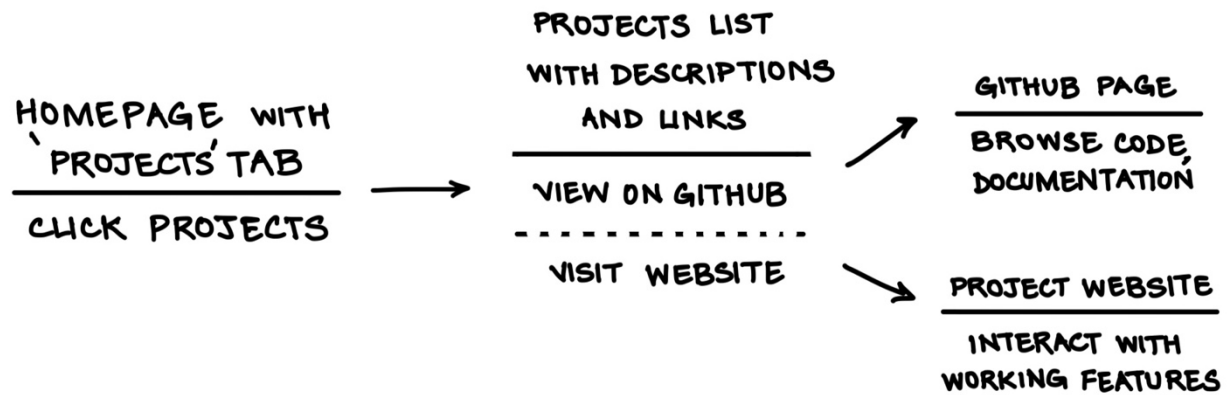 HOMEPAGE WITH
'PROJECTS' TAB
CLICK PROJECTS
PROJECTS LIST
WITH DESCRIPTIONS
AND LINKS
VIEW ON GITHUB
VISIT WEBSITE
GITHUB PAGE
BROWSE CODE,
DOCUMENTATION
PROJECT WEBSITE
INTERACT WITH
WORKING FEATURES